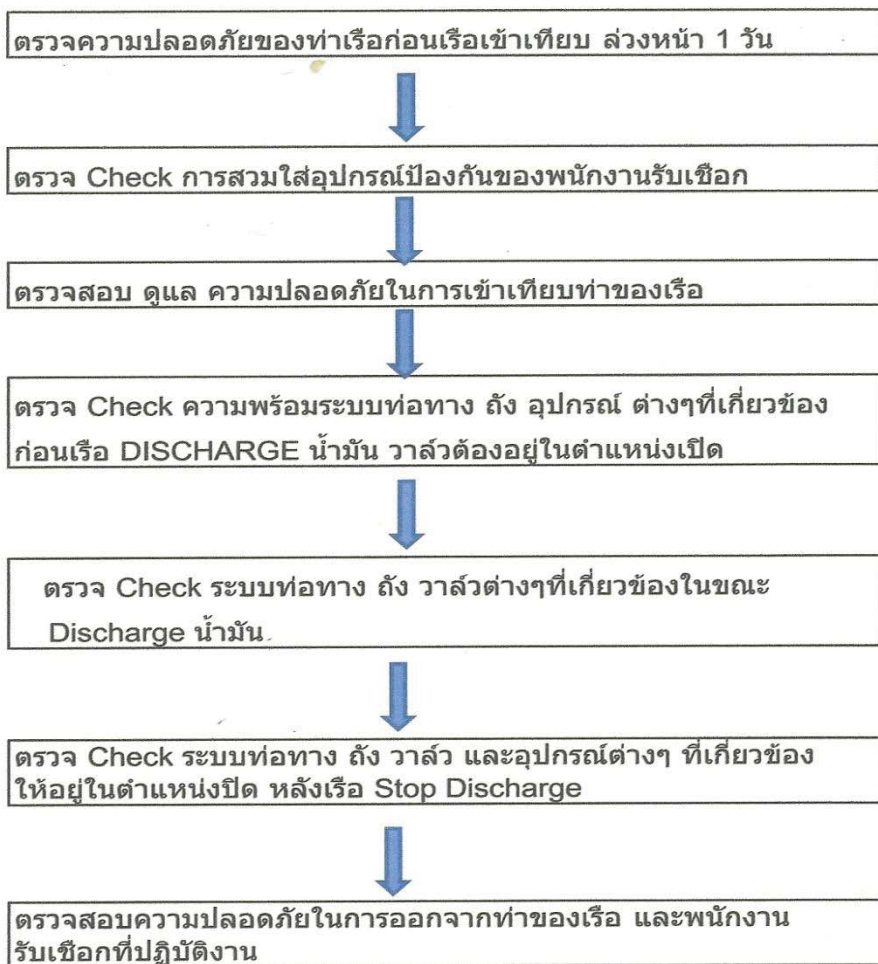 ตรวจความปลอดภัยของท่าเรือก่อนเรือเข้าเทียบ ล่วงหน้า 1 วัน
ตรวจ Check การสวมใส่อุปกรณ์ป้องกันของพนักงานรับเชือก
ตรวจสอบ ดูแล ความปลอดภัยในการเข้าเทียบท่าของเรือ
ตรวจ Check ความพร้อมระบบท่อทาง ถัง อุปกรณ์ ต่างๆที่เกี่ยวข้อง
ก่อนเรือ DISCHARGE น้ำมัน วาล์วต้องอยู่ในตำแหน่งเปิด
ตรวจ Check ระบบท่อทาง ถัง วาล์วต่างๆที่เกี่ยวข้องในขณะ
Discharge น้ำมัน
ตรวจ Check ระบบท่อทาง ถัง วาล์ว และอุปกรณ์ต่างๆ ที่เกี่ยวข้อง
ให้อยู่ในตำแหน่งปิด หลังเรือ Stop Discharge
ตรวจสอบความปลอดภัยในการออกจากท่าของเรือ และพนักงาน
รับเชือกที่ปฏิบัติงาน